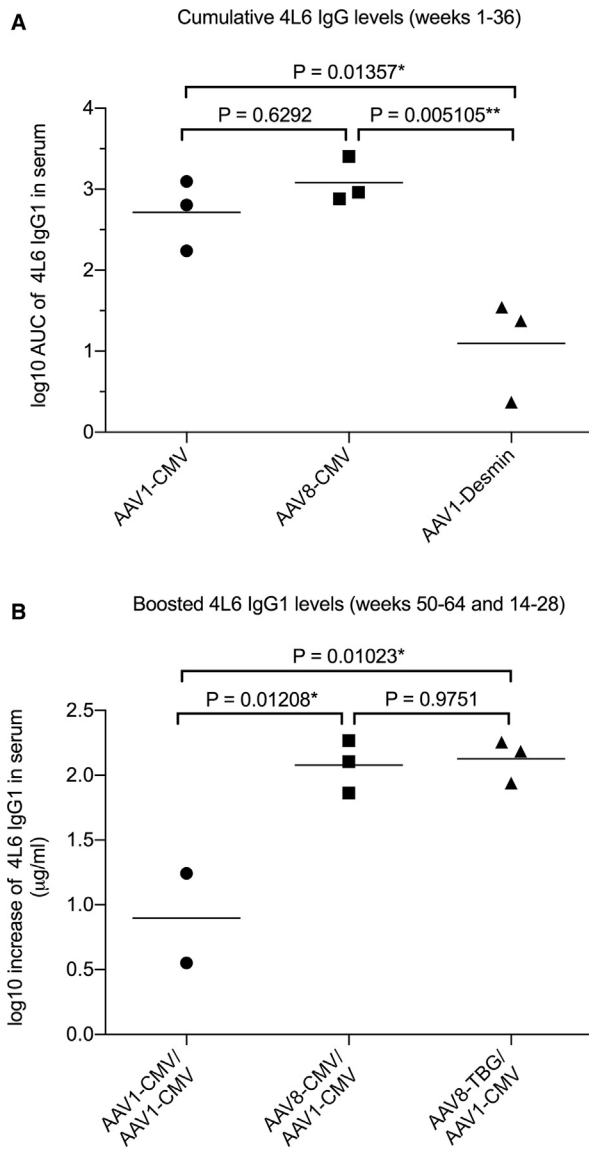 A
Cumulative 4L6 IgG levels (weeks 1-36)
P = 0.01357*
P = 0.6292
P = 0.005105**
log10 AUC of 4L6 IgG1 in serum
4
3
2
1
0
AAV1-CMV
AAV8-CMV
AAV1-Desmin
B
Boosted 4L6 IgG1 levels (weeks 50-64 and 14-28)
P = 0.01023*
P = 0.01208*
P = 0.9751
log10 increase of 4L6 IgG1 in serum
(µg/ml)
2.5
2.0
1.5
1.0
0.5
0.0
AAV1-CMV/
AAV1-CMV
AAV8-CMV/
AAV1-CMV
AAV8-TBG/
AAV1-CMV